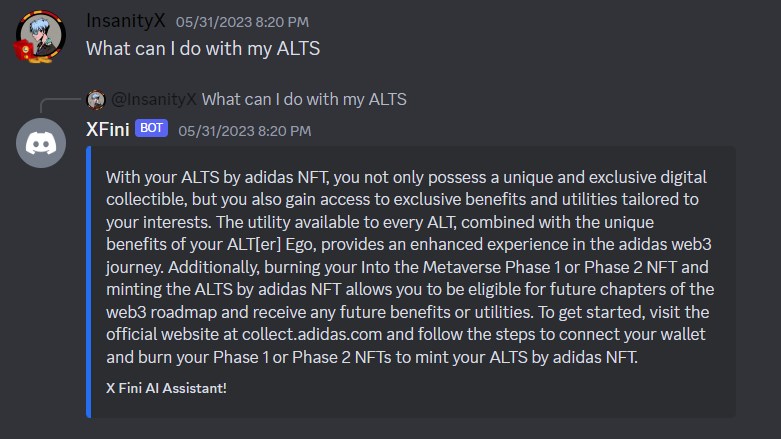 InsanityX 05/31/2023 8:20 PM
What can I do with my ALTS
@InsanityX What can I do with my ALTS
XFini BOT 05/31/2023 8:20 PM
With your ALTS by adidas NFT, you not only possess a unique and exclusive digital
collectible, but you also gain access to exclusive benefits and utilities tailored to
your interests. The utility available to every ALT, combined with the unique
benefits of your ALT[er] Ego, provides an enhanced experience in the adidas web3
journey. Additionally, burning your Into the Metaverse Phase 1 or Phase 2 NFT and
minting the ALTS by adidas NFT allows you to be eligible for future chapters of the
web3 roadmap and receive any future benefits or utilities. To get started, visit the
official website at collect.adidas.com and follow the steps to connect your wallet
and burn your Phase 1 or Phase 2 NFTs to mint your ALTS by adidas NFT.
X Fini AI Assistant!